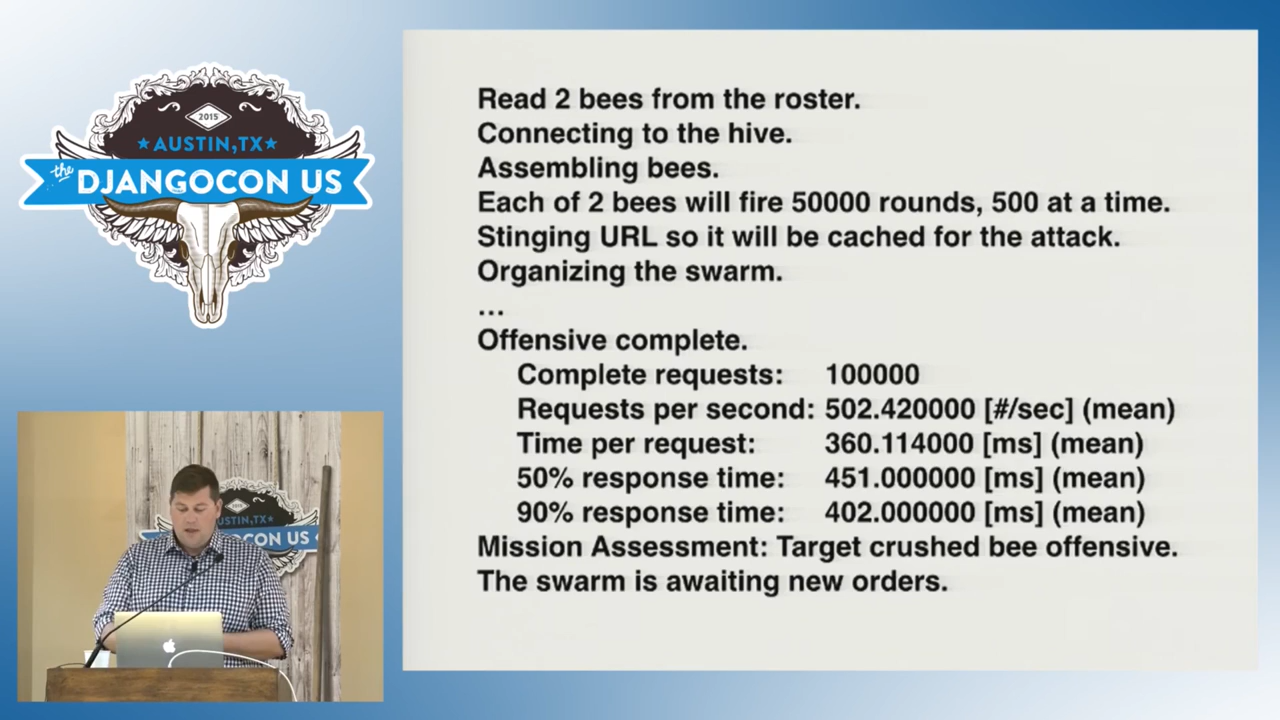 2015
AUSTIN, TX
the
DJANGOCON US
Read 2 bees from the roster.
Connecting to the hive.
Assembling bees.
Each of 2 bees will fire 50000 rounds, 500 at a time.
Stinging URL so it will be cached for the attack.
Organizing the swarm.
...
Offensive complete.
Complete requests: 100000
Requests per second: 502.420000 [#/sec] (mean)
Time per request: 360.114000 [ms] (mean)
50% response time: 451.000000 [ms] (mean)
90% response time: 402.000000 [ms] (mean)
Mission Assessment: Target crushed bee offensive.
The swarm is awaiting new orders.
USTIN,TX
GOCON US